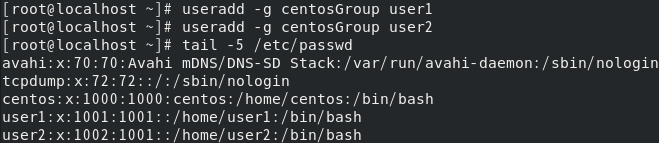 [root@localhost ~]# useradd -g centosGroup user1
[root@localhost ~]# useradd -g centosGroup user2
[root@localhost ~]# tail -5 /etc/passwd
avahi:x:70:70:Avahi mDNS/DNS-SD Stack:/var/run/avahi-daemon:/sbin/nologin
tcpdump:x:72:72::/:/sbin/nologin
centos:x:1000:1000:centos:/home/centos:/bin/bash
user1:x:1001:1001::/home/user1:/bin/bash
user2:x:1002:1001::/home/user2:/bin/bash